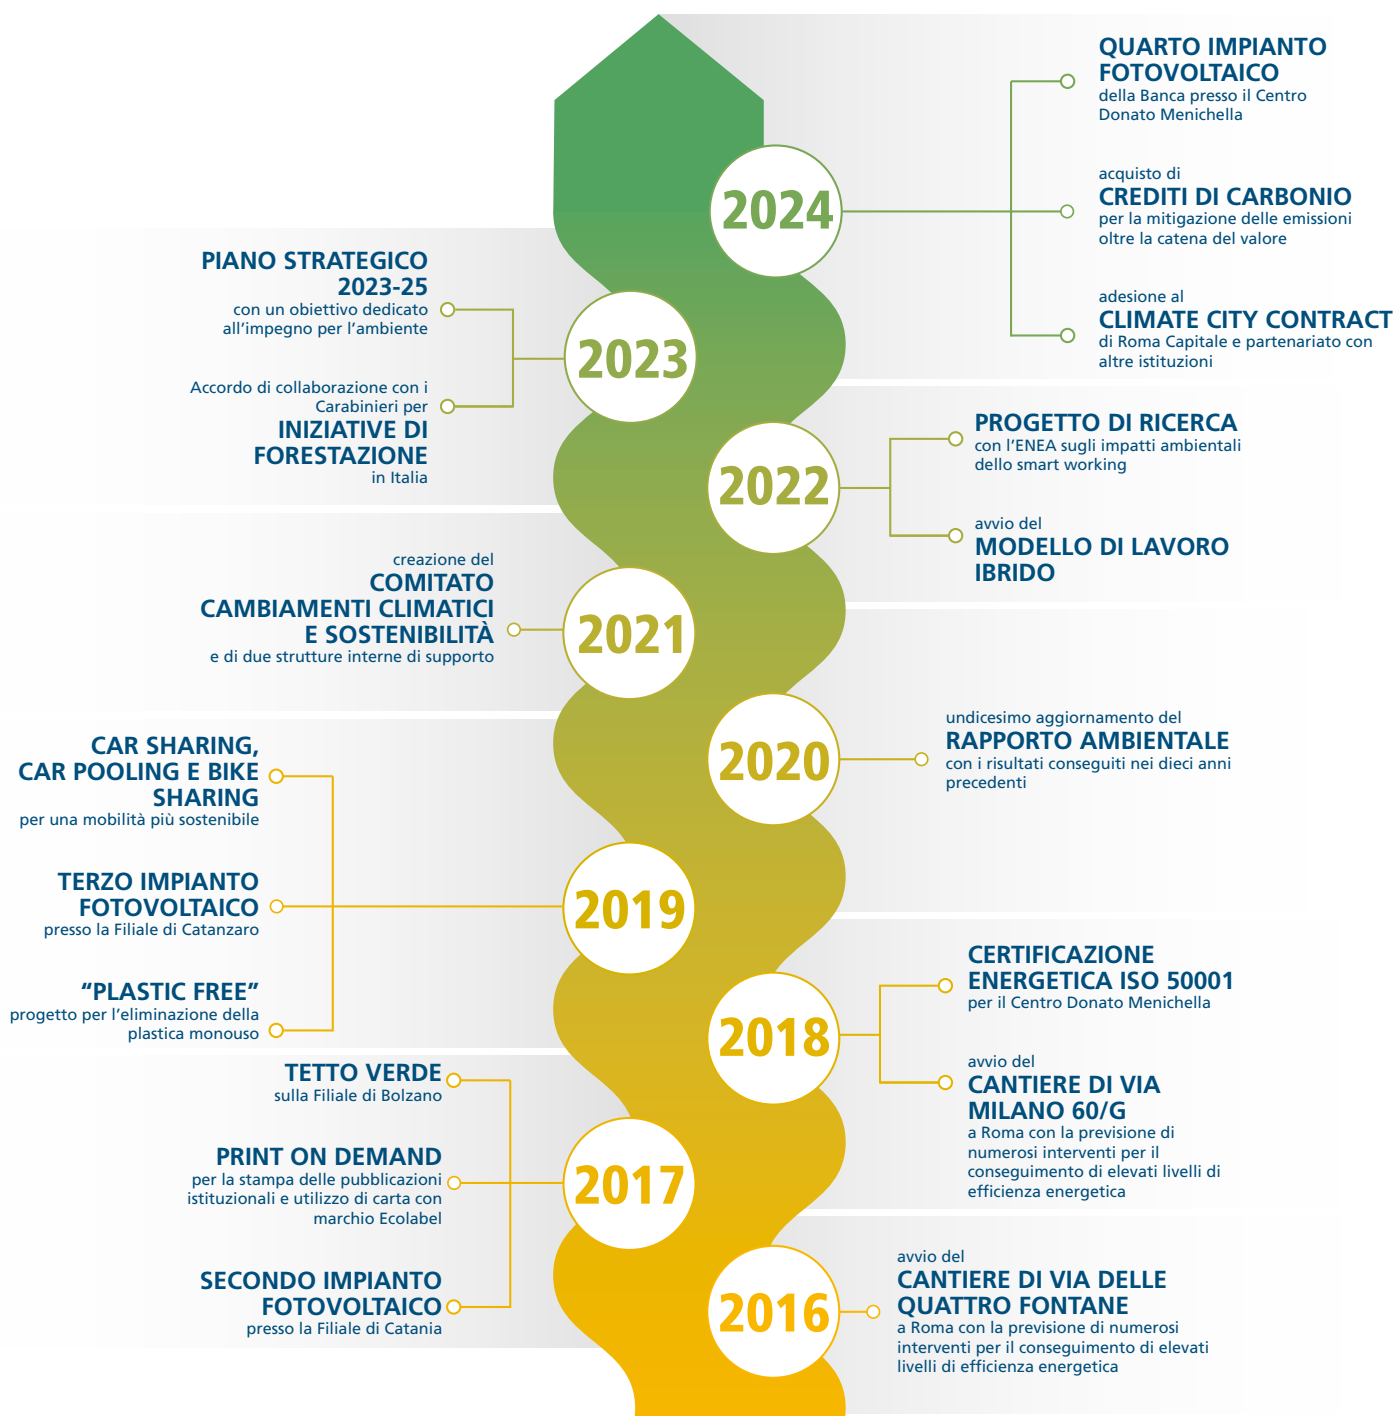 QUARTO IMPIANTO
FOTOVOLTAICO
della Banca presso il Centro
Donato Menichella
2024
acquisto di
CREDITI DI CARBONIO
per la mitigazione delle emissioni
oltre la catena del valore
adesione al
CLIMATE CITY CONTRACT
di Roma Capitale e partenariato con
altre istituzioni
PIANO STRATEGICO
2023-25
con un obiettivo dedicato
all'impegno per l'ambiente
2023
Accordo di collaborazione con i
Carabinieri per
INIZIATIVE DI
FORESTAZIONE
in Italia
PROGETTO DI RICERCA
con l'ENEA sugli impatti ambientali
dello smart working
2022
avvio del
MODELLO DI LAVORO
IBRIDO
creazione del
COMITATO
CAMBIAMENTI CLIMATICI
E SOSTENIBILITÀ
e di due strutture interne di supporto
2021
undicesimo aggiornamento del
RAPPORTO AMBIENTALE
con i risultati conseguiti nei dieci anni
precedenti
2020
CAR SHARING,
CAR POOLING E BIKE
SHARING
per una mobilità più sostenibile
TERZO IMPIANTO
FOTOVOLTAICO
presso la Filiale di Catanzaro
2019
“PLASTIC FREE”
progetto per l'eliminazione della
plastica monouso
CERTIFICAZIONE
ENERGETICA ISO 50001
per il Centro Donato Menichella
2018
avvio del
CANTIERE DI VIA
MILANO 60/G
a Roma con la previsione di
numerosi interventi per il
conseguimento di elevati livelli di
efficienza energetica
TETTO VERDE
sulla Filiale di Bolzano
PRINT ON DEMAND
per la stampa delle pubblicazioni
istituzionali e utilizzo di carta con
marchio Ecolabel
2017
SECONDO IMPIANTO
FOTOVOLTAICO
presso la Filiale di Catania
avvio del
CANTIERE DI VIA DELLE
QUATTRO FONTANE
a Roma con la previsione di numerosi
interventi per il conseguimento di elevati
livelli di efficienza energetica
2016